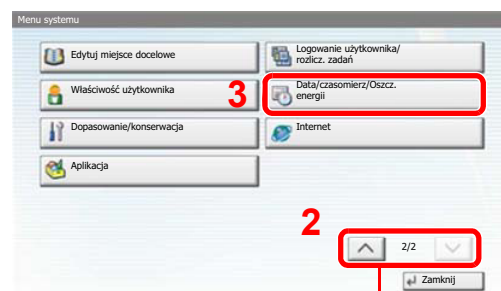 Menu systemu
Edytuj miejsce docelowe
Logowanie użytkownika/
rozlicz. zadań
Właściwość użytkownika
3
Data/czasomierz/Oszcz.
energii
Dopasowanie/konserwacja
Internet
Aplikacja
2
2/2
Zamknij